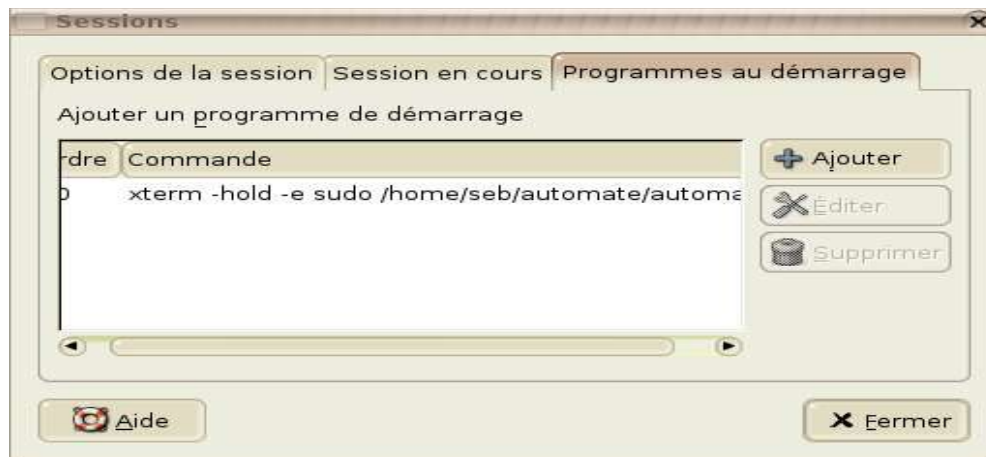 Sessions
Options de la session Session en cours Programmes au démarrage
Ajouter un programme de démarrage
rdre Commande
0 xterm -hold -e sudo /home/seb/automate/automa
Ajouter
Éditer
Supprimer
Aide
Fermer